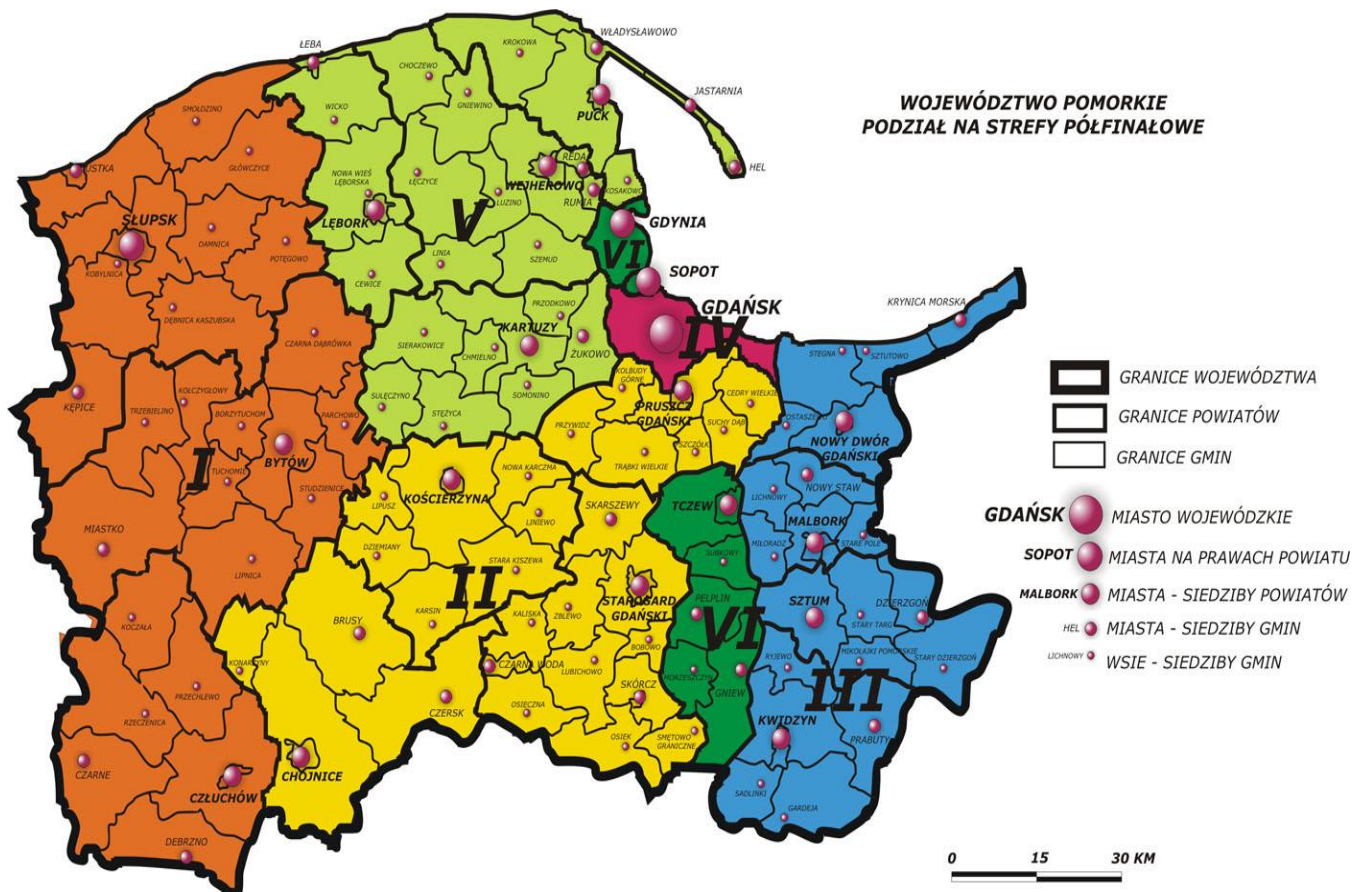 WOJEWÓDZTWO POMORKIE
PODZIAŁ NA STREFY PÓŁFINAŁOWE
ŁEBA
WŁADYSŁAWOWO
KROKOWA
CHOCZEWO
JASTARNIA
GNIEWINO
SMOŁDZINO
WICKO
PUCK
HEL
USTKA
GŁÓWCZYCE
NOWA WIEŚ
LĘBORSKA
ŁĘCZYCE
WEJHEROWO
REDA
RUMIA
KOSAKOWO
LUZINO
LĘBORK
V
GDYNIA
SŁUPSK
DAMNICA
POTĘGOWO
KOBYLNICA
LINIA
SZEMUD
VI
CEWICE
SOPOT
DĘBNICA KASZUBSKA
CZARNA DĄBRÓWKA
SIERAKOWICE
PRZODKOWO
KARTUZY
CHMIELNO
ŻUKOWO
GDAŃSK
IV
KRYNICA MORSKA
STEGNA
SZTUTOWO
KĘPICE
KOŁCZYGŁOWY
TRZEBIELINO
BORZYTUCHOM
PARCHOWO
SULĘCZYNO
STĘŻYCA
SOMONINO
KOLBUDY
GÓRNE
PRUSZCZ
GDAŃSKI
CEDRY WIELKIE
PRZYWIDZ
SUCHY DĄB
PSZCZÓŁK
TRĄBKI WIELKIE
OSTASZEWO
NOWY DWÓR
GDAŃSKI
I
BYTÓW
TUCHOMIE
STUDZIENICE
KOŚCIERZYNA
NOWA KARCZMA
LIPUSZ
LINIEWO
SKARSZEWY
TCZEW
LICHNOWY
NOWY STAW
MALBORK
MIASTKO
LIPNICA
DZIEMIANY
STARA KISZEWA
SUBKOWY
MIŁORADZ
STARE POLE
II
KOCZAŁA
BRUSY
KARSIN
KALISKA
ZBLEWO
STAROGARD
GDAŃSKI
PELPLIN
VI
SZTUM
DZIERZGOŃ
STARY TARG
KONARZYNY
CZARNA WODA
BOBOWO
LUBICHOWO
MORZESZCZYN
GNIEW
RYJEWO
MIKOŁAJKI POMORSKIE
STARY DZIERZGOŃ
III
PRZECHLEWO
RZECZENICA
CZERSK
OSIECZNA
SKÓRCZ
KWIDZYN
PRABUTY
CZARNE
CZŁUCHÓW
CHOJNICE
OSIEK
SMĘTOWO
GRANICZNE
SADLINKI
GARDEJA
DEBRZNO
GRANICE WOJEWÓDZTWA
GRANICE POWIATÓW
GRANICE GMIN
GDAŃSK MIASTO WOJEWÓDZKIE
SOPOT MIASTA NA PRAWACH POWIATU
MALBORK MIASTA - SIEDZIBY POWIATÓW
HEL MIASTA - SIEDZIBY GMIN
LICHNOWY WSIE - SIEDZIBY GMIN
0 15 30 KM